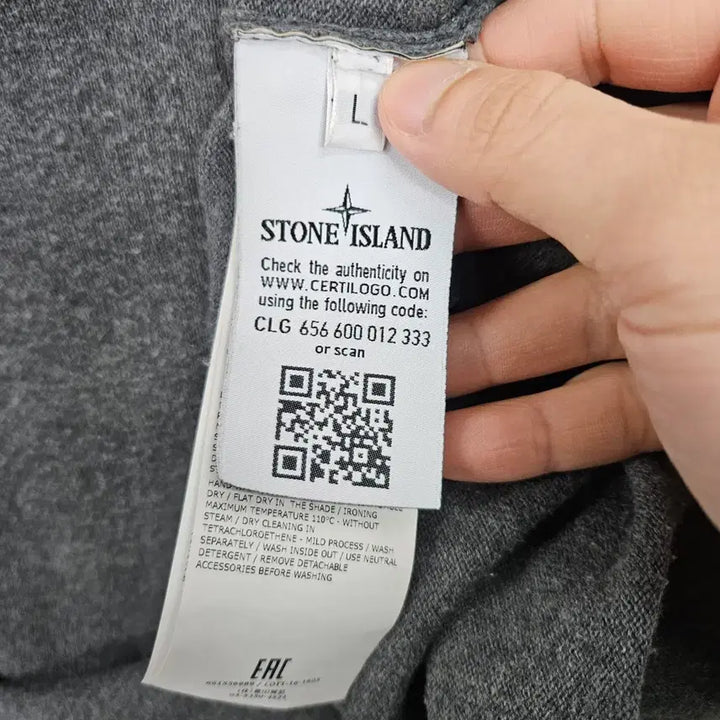 L
STONE ISLAND
Check the authenticity on
WWW.CERTILOGO.COM
using the following code:
CLG 656 600 012 333
or scan
DRY / FLAT DRY IN THE SHADE / IRONING
MAXIMUM TEMPERATURE 110°C - WITHOUT
STEAM / DRY CLEANING IN
TETRACHLOROETHENE - MILD PROCESS / WASH
SEPARATELY / WASH INSIDE OUT / USE NEUTRAL
DETERGENT / REMOVE DETACHABLE
ACCESSORIES BEFORE WASHING
EAC